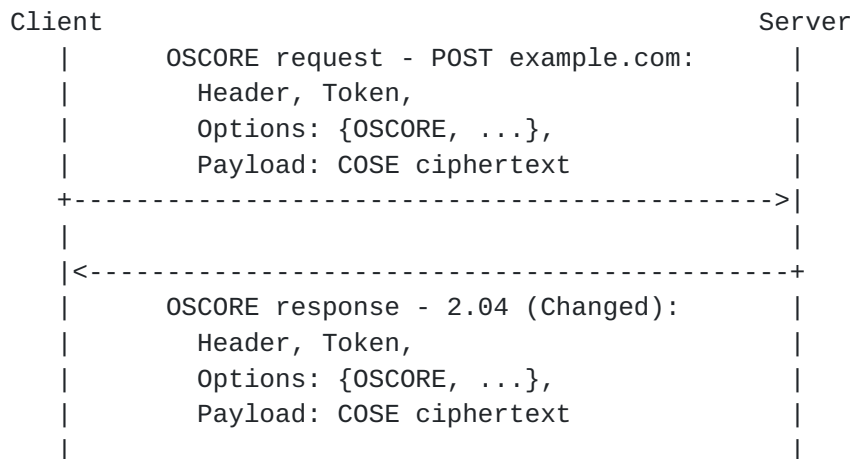 Client Server
OSCORE request - POST example.com:
Header, Token,
Options: {OSCORE, ...},
Payload: COSE ciphertext
OSCORE response - 2.04 (Changed):
Header, Token,
Options: {OSCORE, ...},
Payload: COSE ciphertext